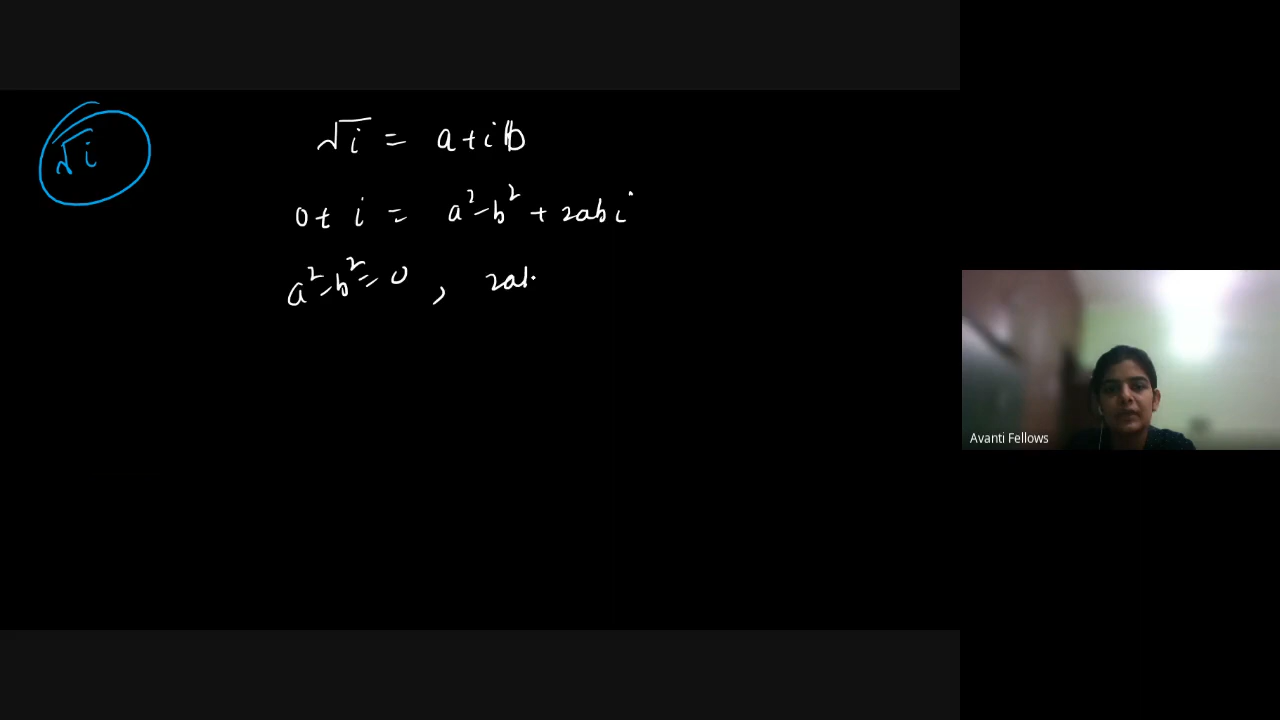 √i
√i = a+ib
0+ i = a²-b² + 2abi
a²-b²=0 , 2ab
Avanti Fellows